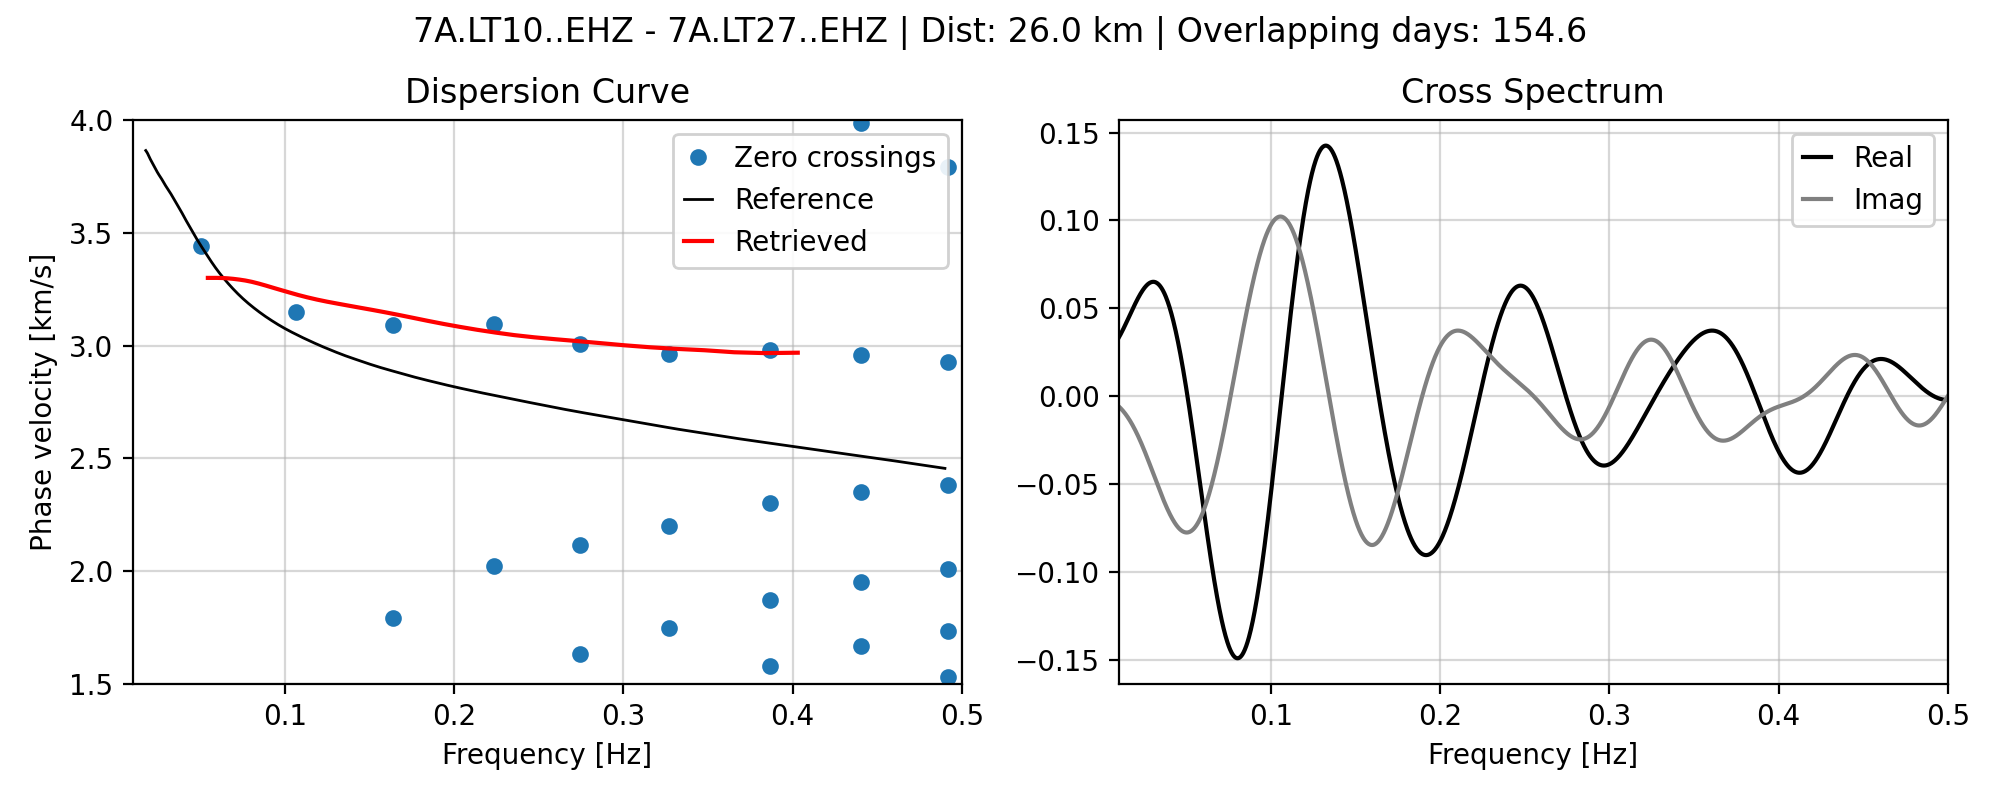 7A.LT10..EHZ - 7A.LT27..EHZ | Dist: 26.0 km | Overlapping days: 154.6
Dispersion Curve
4.0
3.5
3.0
2.5
2.0
1.5
Phase velocity [km/s]
Zero crossings
Reference
Retrieved
0.1
0.2
0.3
0.4
0.5
Frequency [Hz]
Cross Spectrum
0.15
0.10
0.05
0.00
−0.05
−0.10
−0.15
Real
Imag
0.1
0.2
0.3
0.4
0.5
Frequency [Hz]